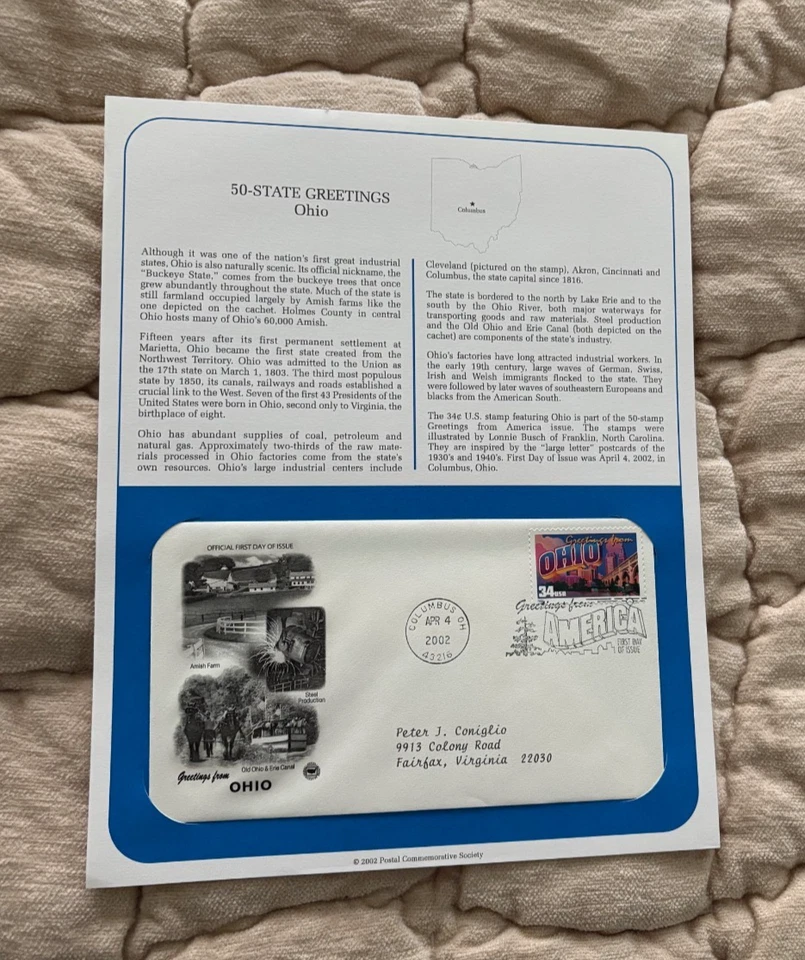 50-STATE GREETINGS
Ohio
Columbus
Although it was one of the nation's first great industrial
states, Ohio is also naturally scenic. Its official nickname, the
"Buckeye State," comes from the buckeye trees that once
grew abundantly throughout the state. Much of the state is
still farmland occupied largely by Amish farms like the
one depicted on the cachet. Holmes County in central
Ohio hosts many of Ohio's 60,000 Amish.
Fifteen years after its first permanent settlement at
Marietta, Ohio became the first state created from the
Northwest Territory. Ohio was admitted to the Union as
the 17th state on March 1, 1803. The third most populous
state by 1850, its canals, railways and roads established a
crucial link to the West. Seven of the first 43 Presidents of the
United States were born in Ohio, second only to Virginia, the
birthplace of eight.
Ohio has abundant supplies of coal, petroleum and
natural gas. Approximately two-thirds of the raw mate-
rials processed in Ohio factories come from the state's
own resources. Ohio's large industrial centers include
Cleveland (pictured on the stamp), Akron, Cincinnati and
Columbus, the state capital since 1816.
The state is bordered to the north by Lake Erie and to the
south by the Ohio River, both major waterways for
transporting goods and raw materials. Steel production
and the Old Ohio and Erie Canal (both depicted on the
cachet) are components of the state's industry.
Ohio's factories have long attracted industrial workers. In
the early 19th century, large waves of German, Swiss,
Irish and Welsh immigrants flocked to the state. They
were followed by later waves of southeastern Europeans and
blacks from the American South.
The 34¢ U.S. stamp featuring Ohio is part of the 50-stamp
Greetings from America issue. The stamps were
illustrated by Lonnie Busch of Franklin, North Carolina.
They are inspired by the "large letter" postcards of the
1930's and 1940's. First Day of Issue was April 4, 2002, in
Columbus, Ohio.
OFFICIAL FIRST DAY OF ISSUE
Amish Farm
Steel
Production
Old Ohio & Erie Canal
Greetings from
OHIO
COLUMBUS OH
APR 4
2002
43216
Greetings from
OHIO
34USA
Greetings from
AMERICA
FIRST DAY
OF ISSUE
Peter J. Coniglio
9913 Colony Road
Fairfax, Virginia 22030
© 2002 Postal Commemorative Society